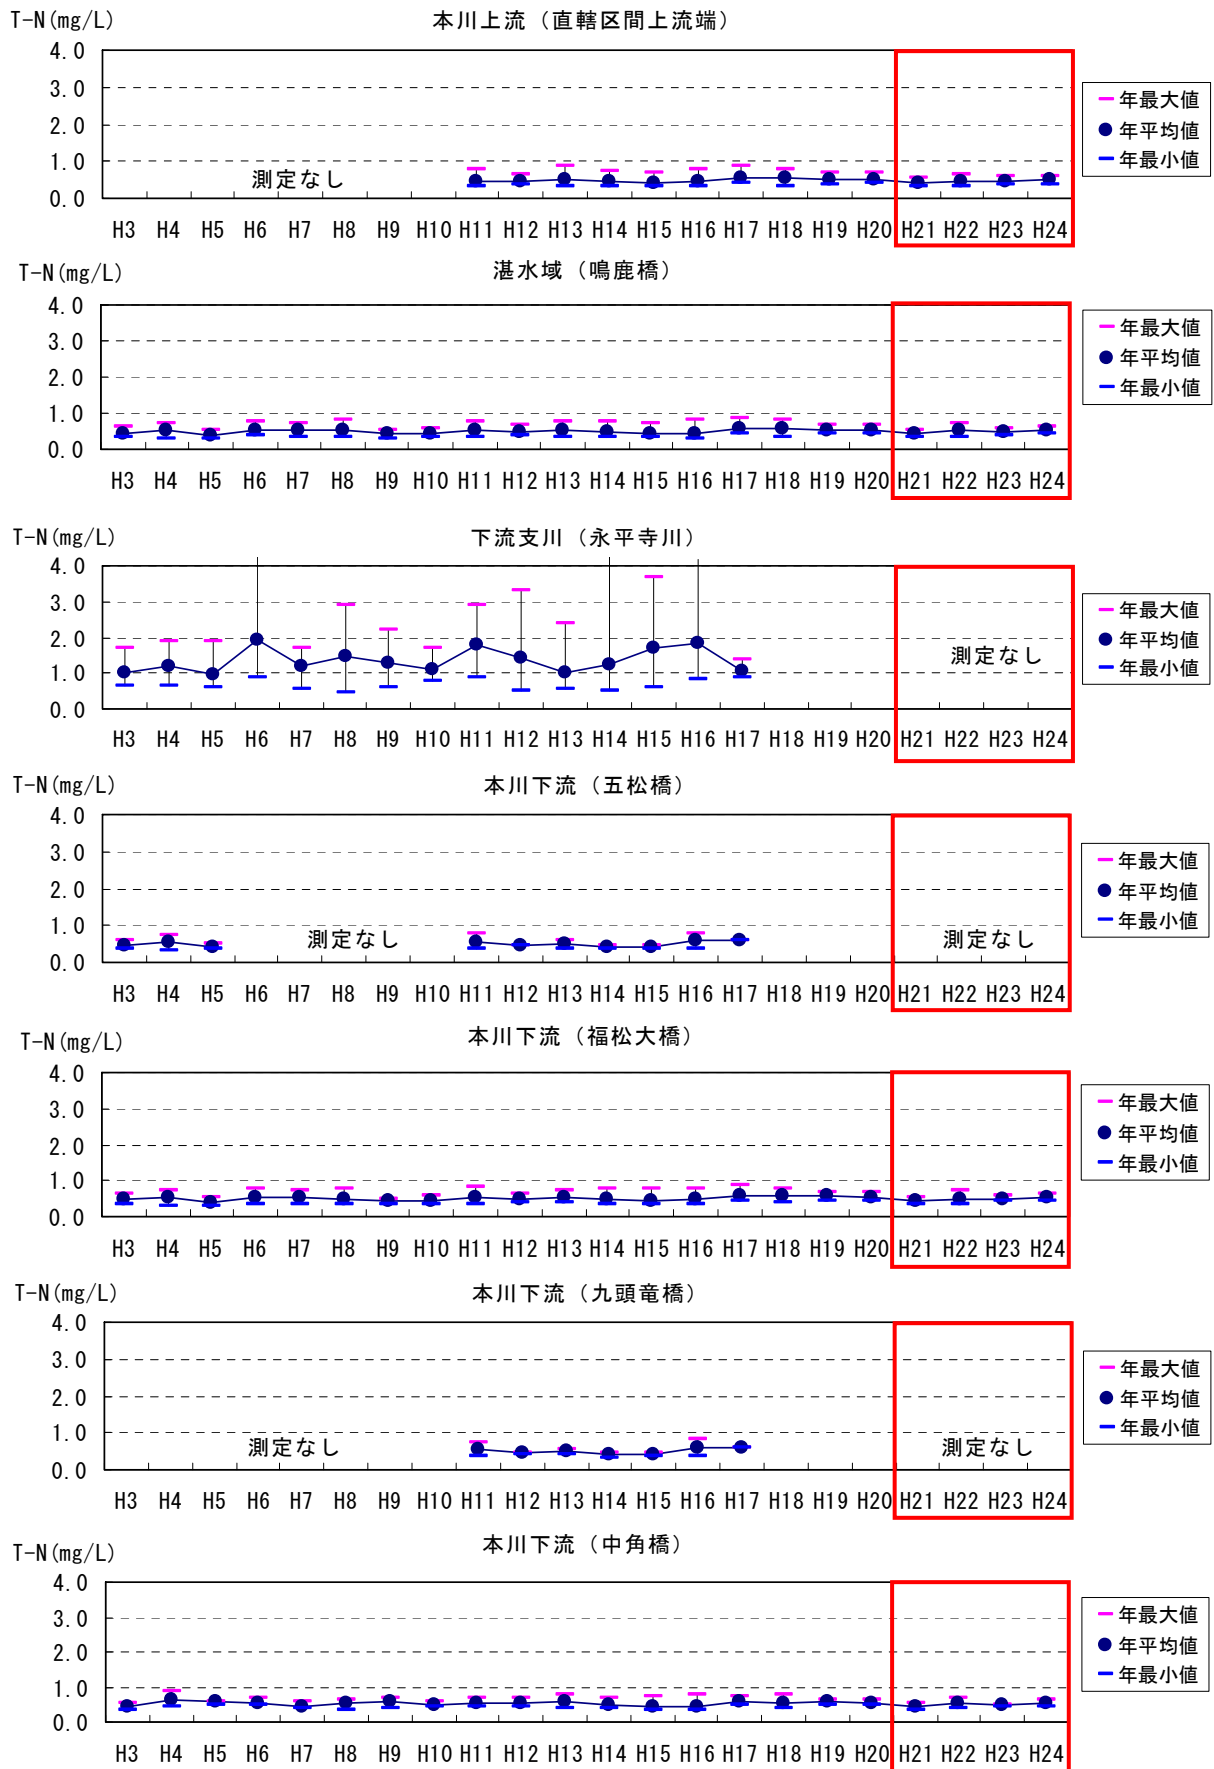 T-N(mg/L) 本川上流（直轄区間上流端）
4.0
3.0
2.0
1.0
0.0
測定なし
年最大値
年平均値
年最小値
H3 H4 H5 H6 H7 H8 H9 H10 H11 H12 H13 H14 H15 H16 H17 H18 H19 H20 H21 H22 H23 H24
T-N(mg/L) 湛水域（鳴鹿橋）
4.0
3.0
2.0
1.0
0.0
年最大値
年平均値
年最小値
H3 H4 H5 H6 H7 H8 H9 H10 H11 H12 H13 H14 H15 H16 H17 H18 H19 H20 H21 H22 H23 H24
T-N(mg/L) 下流支川（永平寺川）
4.0
3.0
2.0
1.0
0.0
測定なし
年最大値
年平均値
年最小値
H3 H4 H5 H6 H7 H8 H9 H10 H11 H12 H13 H14 H15 H16 H17 H18 H19 H20 H21 H22 H23 H24
T-N(mg/L) 本川下流（五松橋）
4.0
3.0
2.0
1.0
0.0
測定なし 測定なし
年最大値
年平均値
年最小値
H3 H4 H5 H6 H7 H8 H9 H10 H11 H12 H13 H14 H15 H16 H17 H18 H19 H20 H21 H22 H23 H24
T-N(mg/L) 本川下流（福松大橋）
4.0
3.0
2.0
1.0
0.0
年最大値
年平均値
年最小値
H3 H4 H5 H6 H7 H8 H9 H10 H11 H12 H13 H14 H15 H16 H17 H18 H19 H20 H21 H22 H23 H24
T-N(mg/L) 本川下流（九頭竜橋）
4.0
3.0
2.0
1.0
0.0
測定なし 測定なし
年最大値
年平均値
年最小値
H3 H4 H5 H6 H7 H8 H9 H10 H11 H12 H13 H14 H15 H16 H17 H18 H19 H20 H21 H22 H23 H24
T-N(mg/L) 本川下流（中角橋）
4.0
3.0
2.0
1.0
0.0
年最大値
年平均値
年最小値
H3 H4 H5 H6 H7 H8 H9 H10 H11 H12 H13 H14 H15 H16 H17 H18 H19 H20 H21 H22 H23 H24